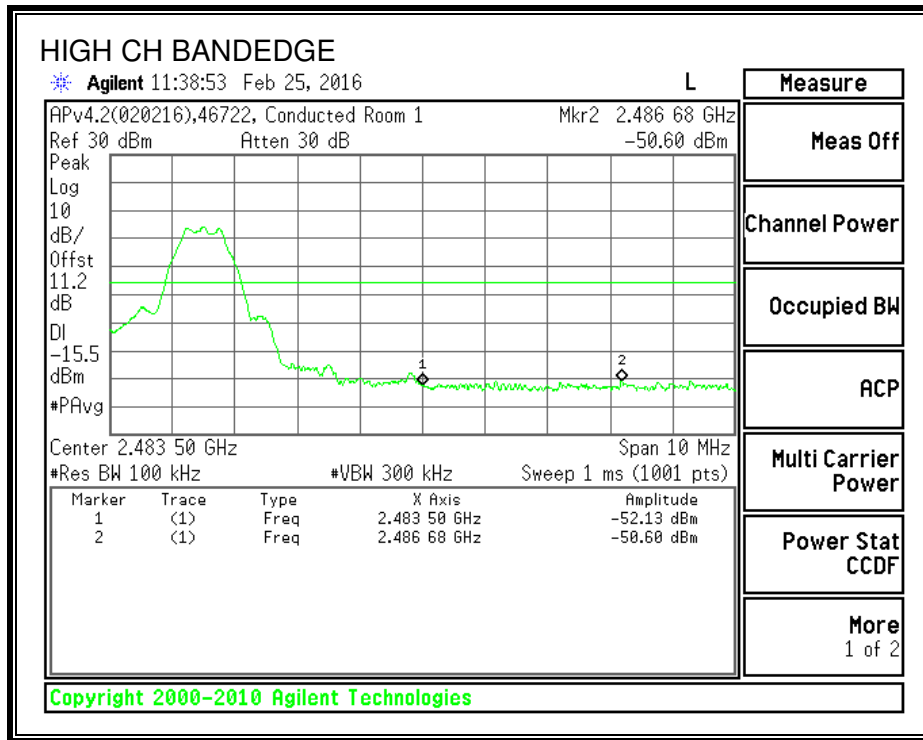 HIGH CH BANDEDGE
Agilent 11:38:53 Feb 25, 2016 L
APv4.2(020216),46722, Conducted Room 1 Mkr2 2.486 68 GHz
Ref 30 dBm Atten 30 dB -50.60 dBm
Peak
Log
10
dB/
Offst
11.2
dB
DI
-15.5
dBm
#PAvg
1
2
Center 2.483 50 GHz Span 10 MHz
#Res BW 100 kHz #VBW 300 kHz Sweep 1 ms (1001 pts)
Marker Trace Type X Axis Amplitude
1 (1) Freq 2.483 50 GHz -52.13 dBm
2 (1) Freq 2.486 68 GHz -50.60 dBm
Measure
Meas Off
Channel Power
Occupied BW
ACP
Multi Carrier
Power
Power Stat
CCDF
More
1 of 2
Copyright 2000-2010 Agilent Technologies